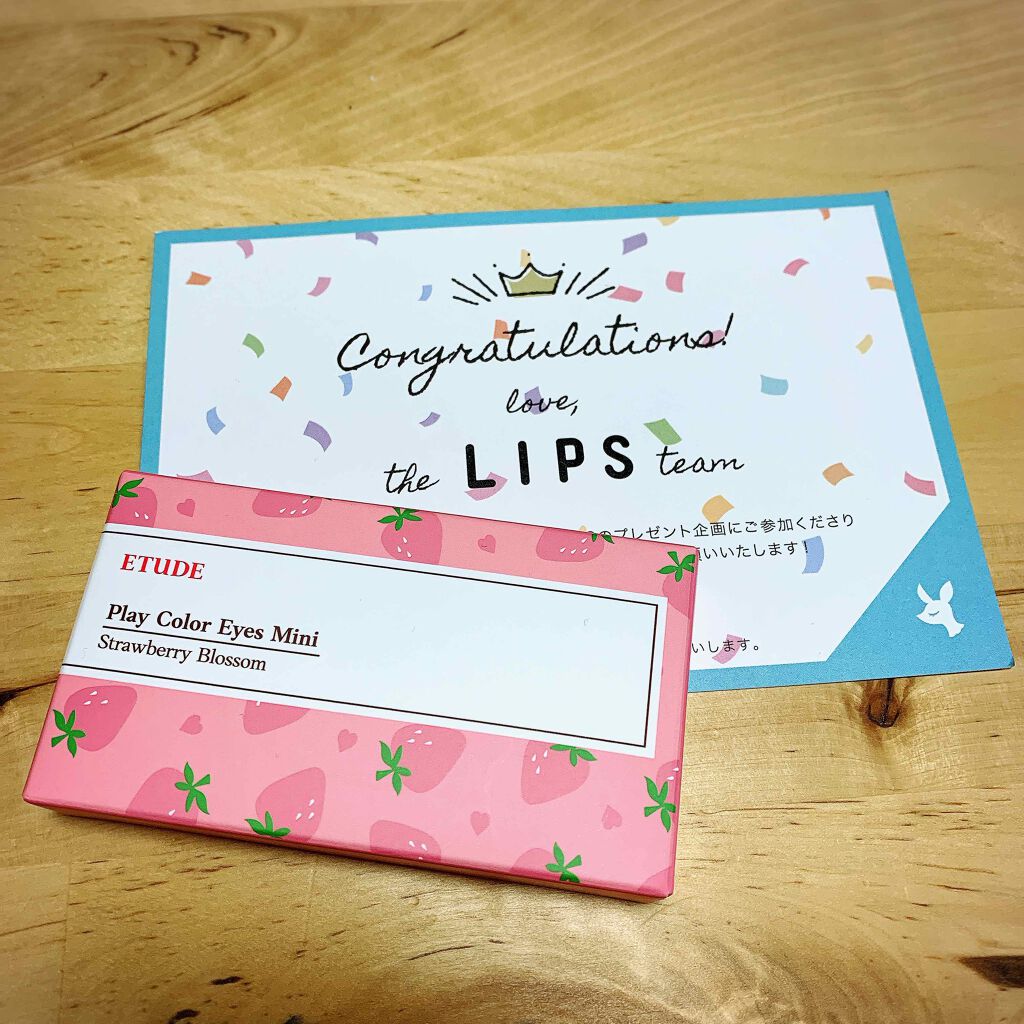 Congratulations!
love,
the LIPS team
のプレゼント企画にご参加くださり
いいたします!
いします。
ETUDE
Play Color Eyes Mini
Strawberry Blossom